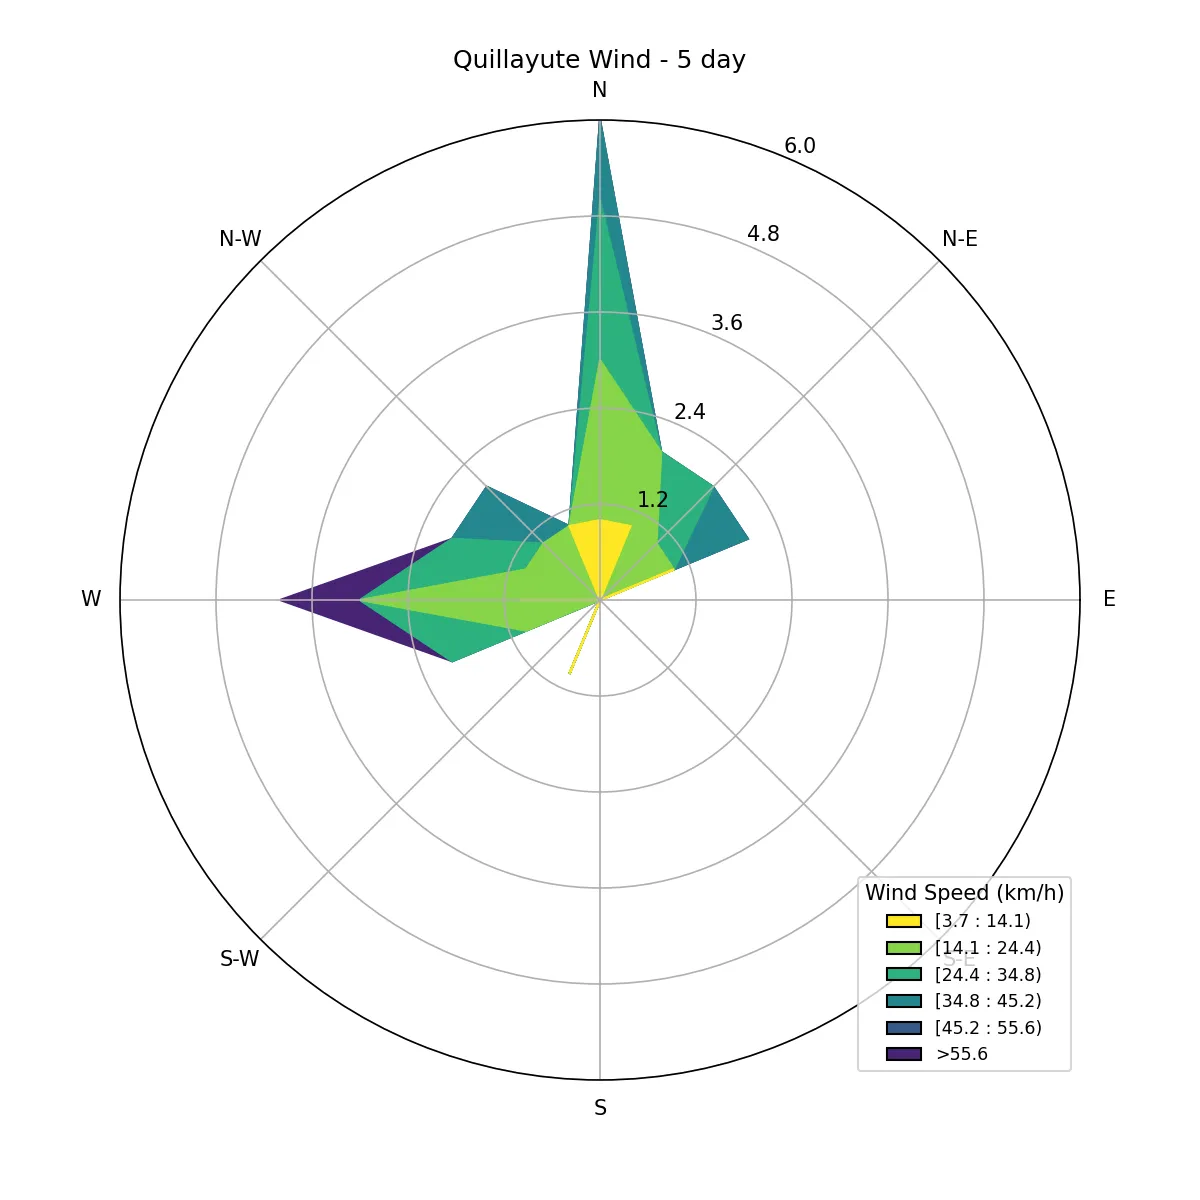 Quillayute Wind - 5 day
N
6.0
N-W
4.8
N-E
3.6
2.4
1.2
W
E
Wind Speed (km/h)
[3.7 : 14.1)
[14.1 : 24.4)
S-W
S-E
[24.4 : 34.8)
[34.8 : 45.2)
[45.2 : 55.6)
>55.6
S